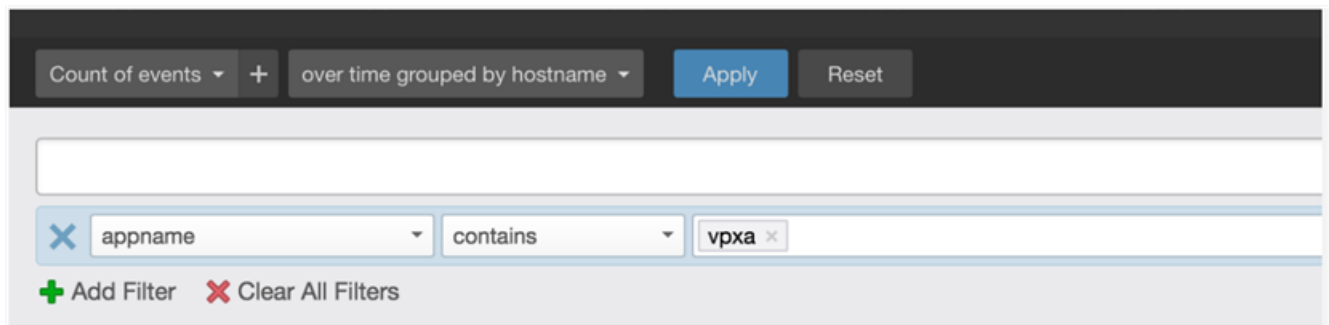 Count of events + over time grouped by hostname Apply Reset
appname contains vpxa ×
Add Filter Clear All Filters